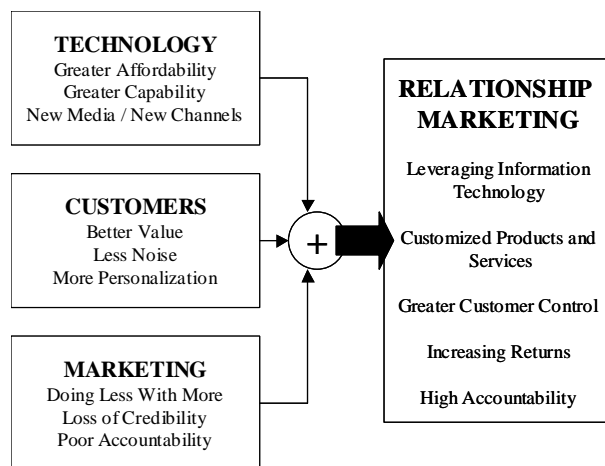 TECHNOLOGY
Greater Affordability
Greater Capability
New Media / New Channels
CUSTOMERS
Better Value
Less Noise
More Personalization
MARKETING
Doing Less With More
Loss of Credibility
Poor Accountability
+
RELATIONSHIP
MARKETING
Leveraging Information
Technology
Customized Products and
Services
Greater Customer Control
Increasing Returns
High Accountability